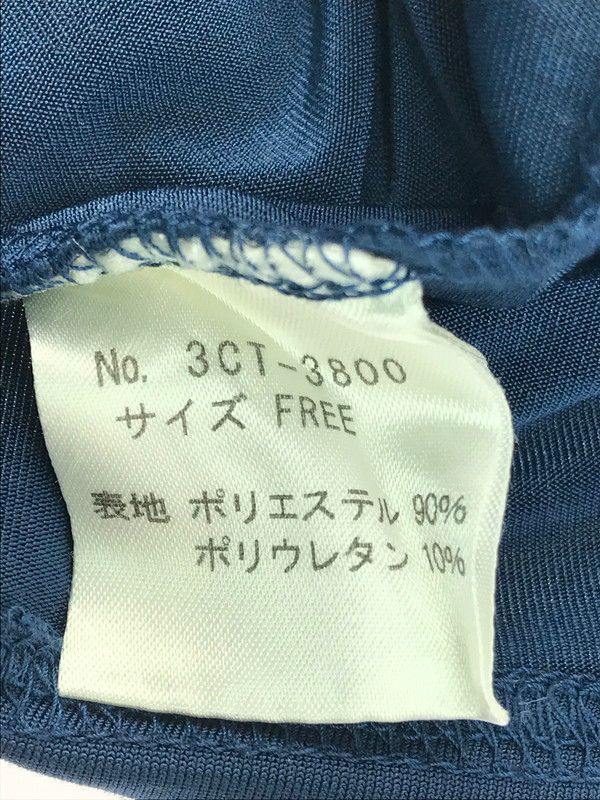 No. 3CT-3800
サイズ FREE
表地 ポリエステル 90%
ポリウレタン 10%